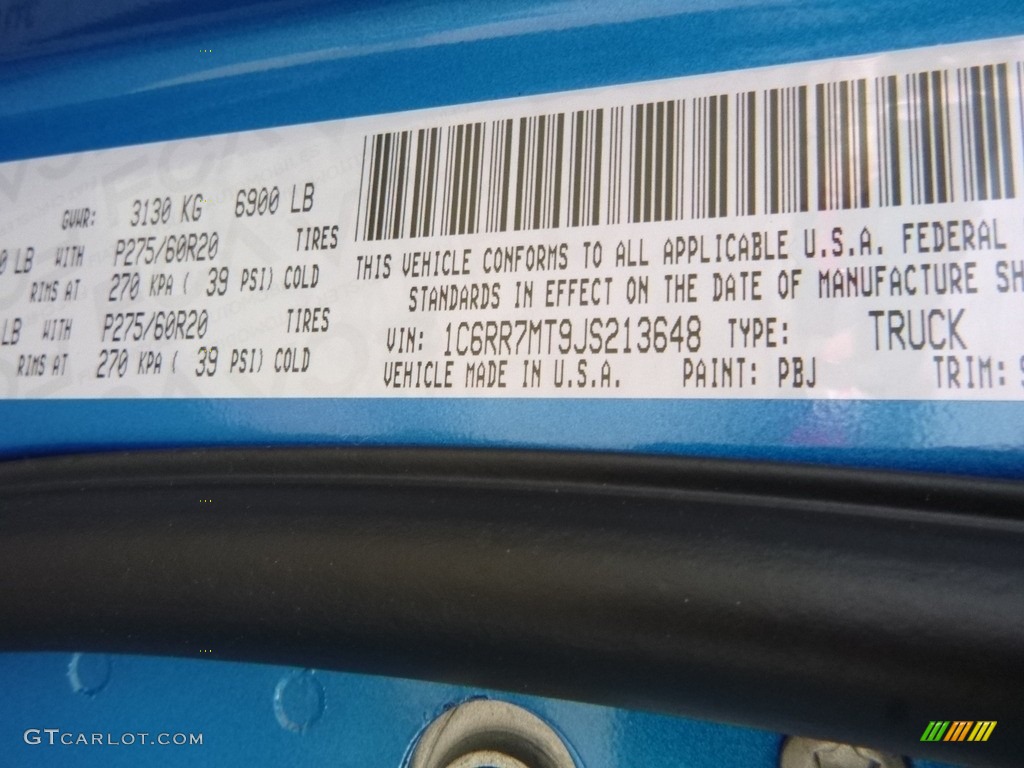 GVWR: 3130 KG 6900 LB
0 LB WITH P275/60R20 TIRES
RIMS AT 270 KPA ( 39 PSI) COLD
LB WITH P275/60R20 TIRES
RIMS AT 270 KPA ( 39 PSI) COLD
THIS VEHICLE CONFORMS TO ALL APPLICABLE U.S.A. FEDERAL
STANDARDS IN EFFECT ON THE DATE OF MANUFACTURE SH
VIN: 1C6RR7MT9JS213648 TYPE: TRUCK
VEHICLE MADE IN U.S.A. PAINT: PBJ TRIM:
GTCARLOT.COM